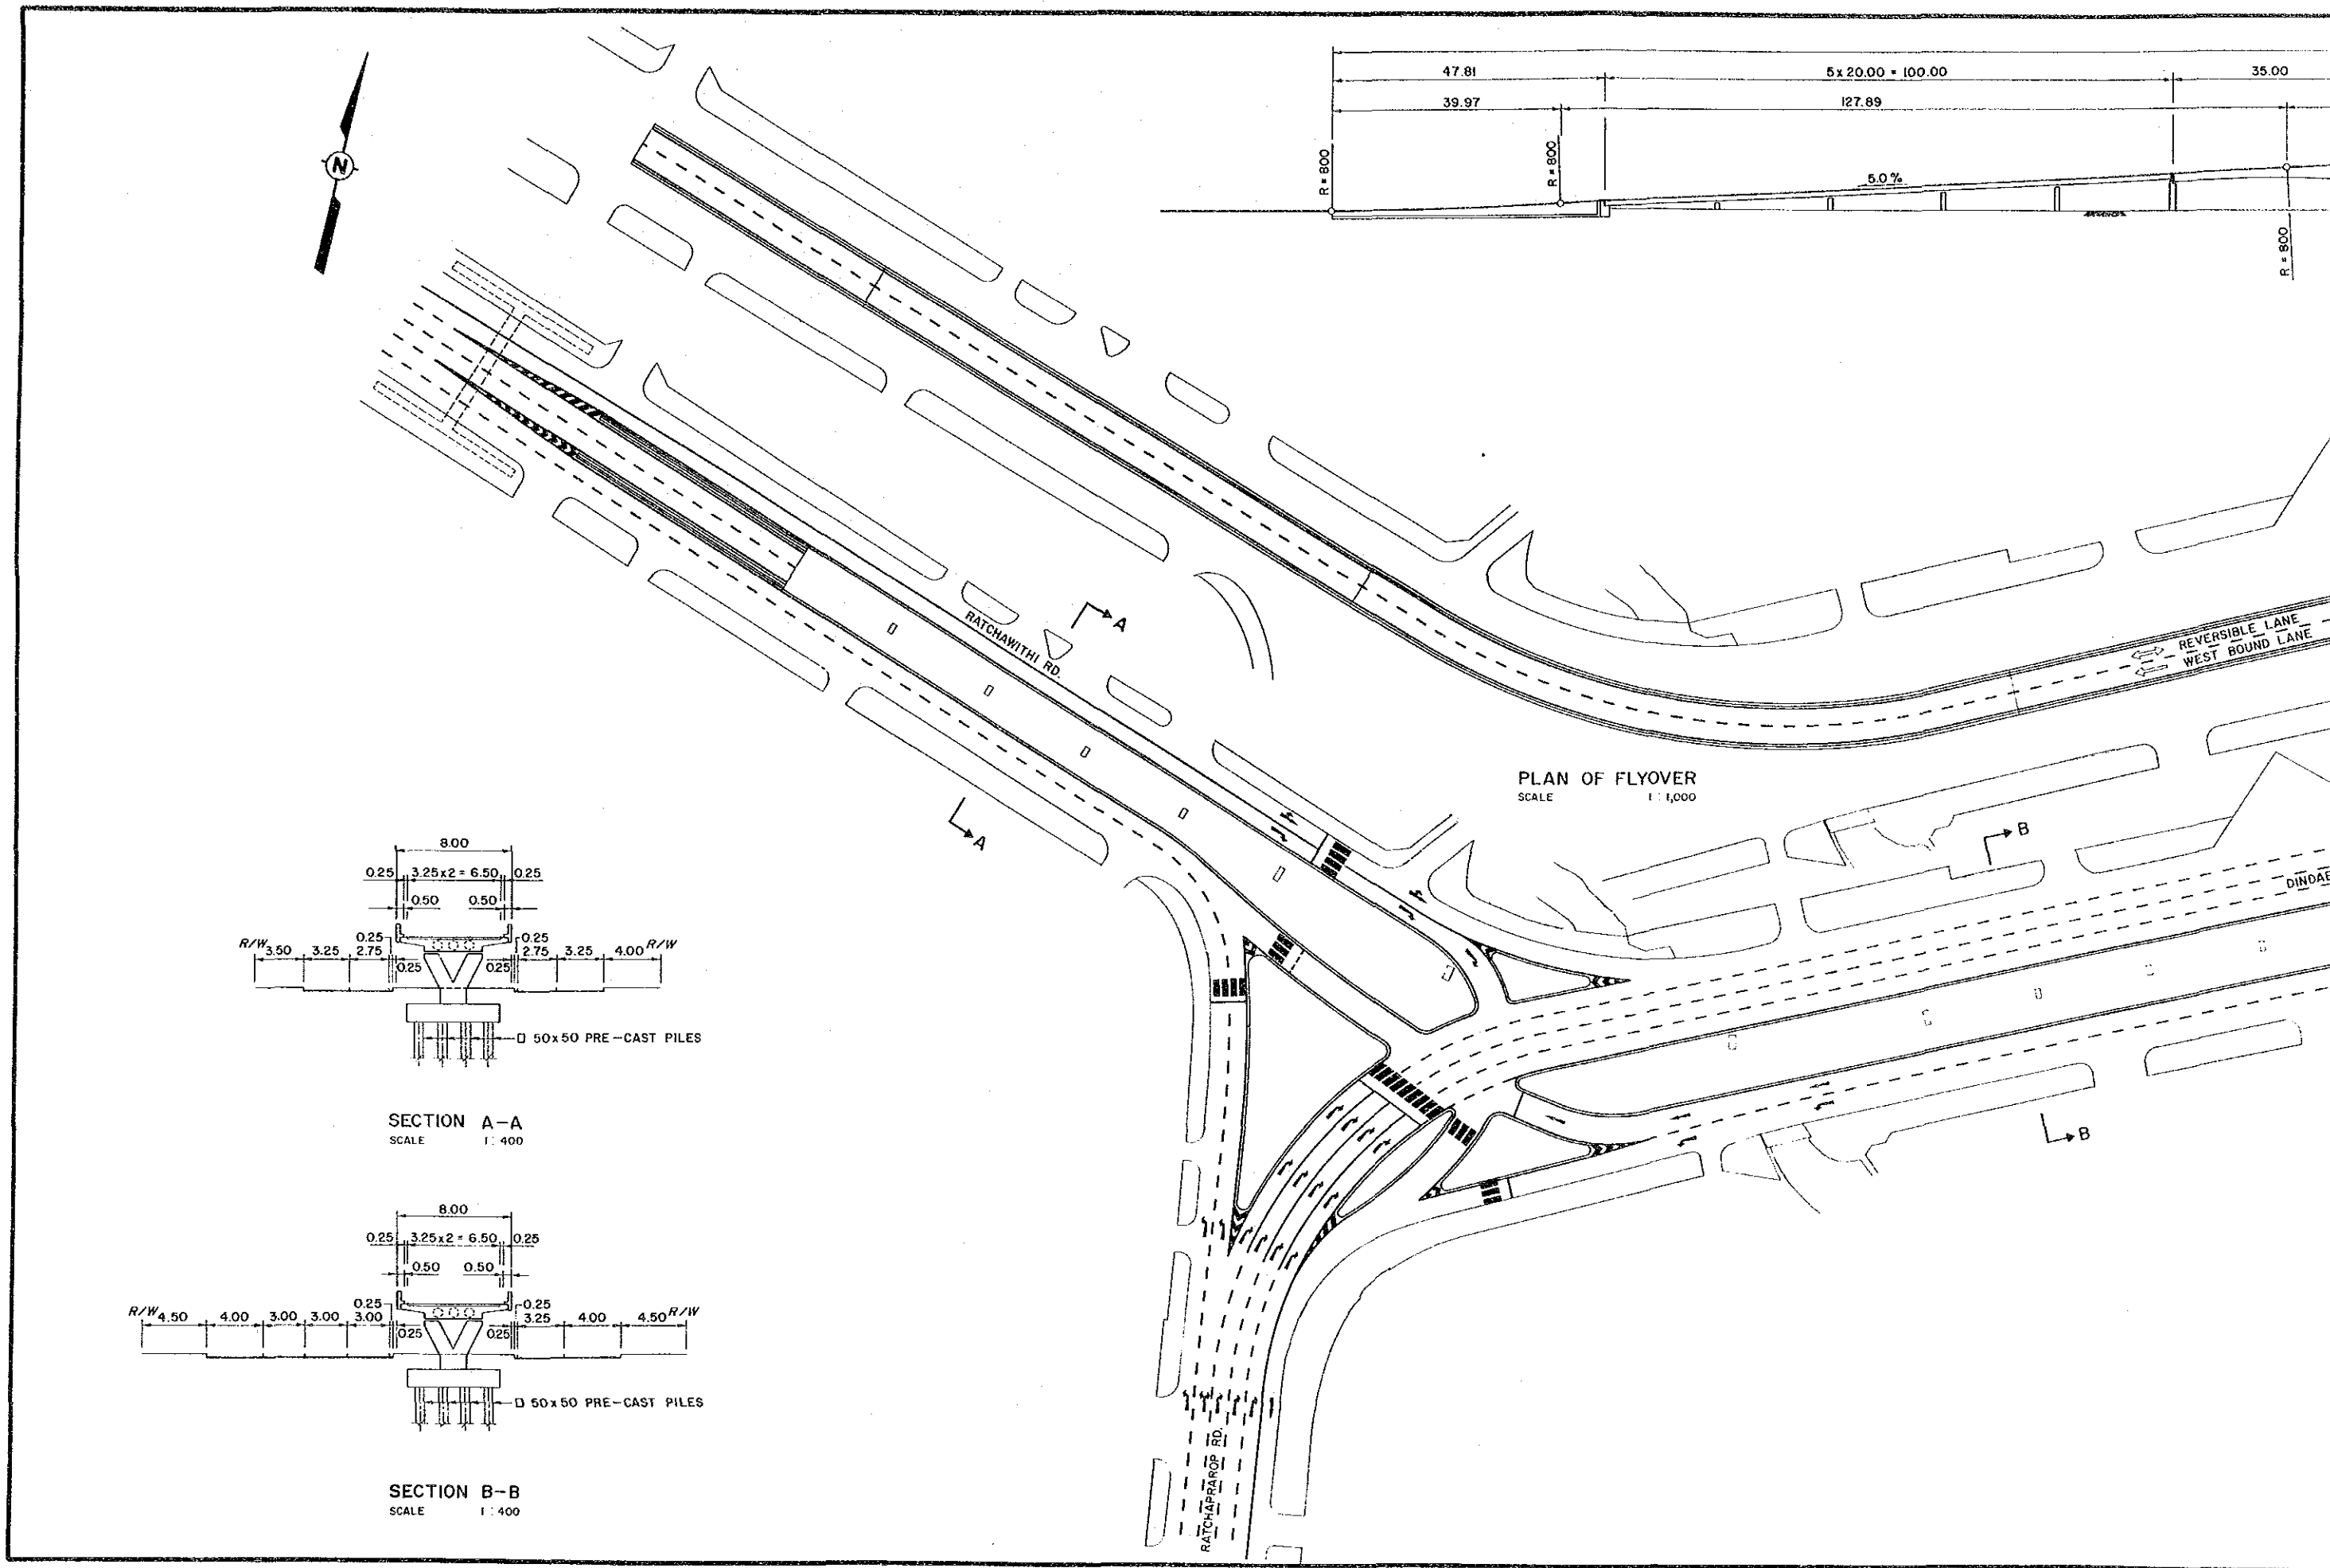 47.81 5x20.00 = 100.00 35.00
39.97 127.89
R = 800
R = 800
5.0 %
R = 800
N
REVERSIBLE LANE
WEST BOUND LANE
RATCHAWITHI RD.
A
A
PLAN OF FLYOVER
SCALE 1 : 1,000
B
B
RATCHAPRAROP RD.
8.00
0.25 3.25x2 = 6.50 0.25
0.50 0.50
0.25 0.25
R/W 3.50 3.25 2.75 2.75 3.25 4.00 R/W
0.25 0.25
50x50 PRE-CAST PILES
SECTION A-A
SCALE 1 : 400
8.00
0.25 3.25x2 = 6.50 0.25
0.50 0.50
0.25 0.25
R/W 4.50 4.00 3.00 3.00 3.00 3.25 4.00 4.50 R/W
0.25 0.25
50x50 PRE-CAST PILES
SECTION B-B
SCALE 1 : 400